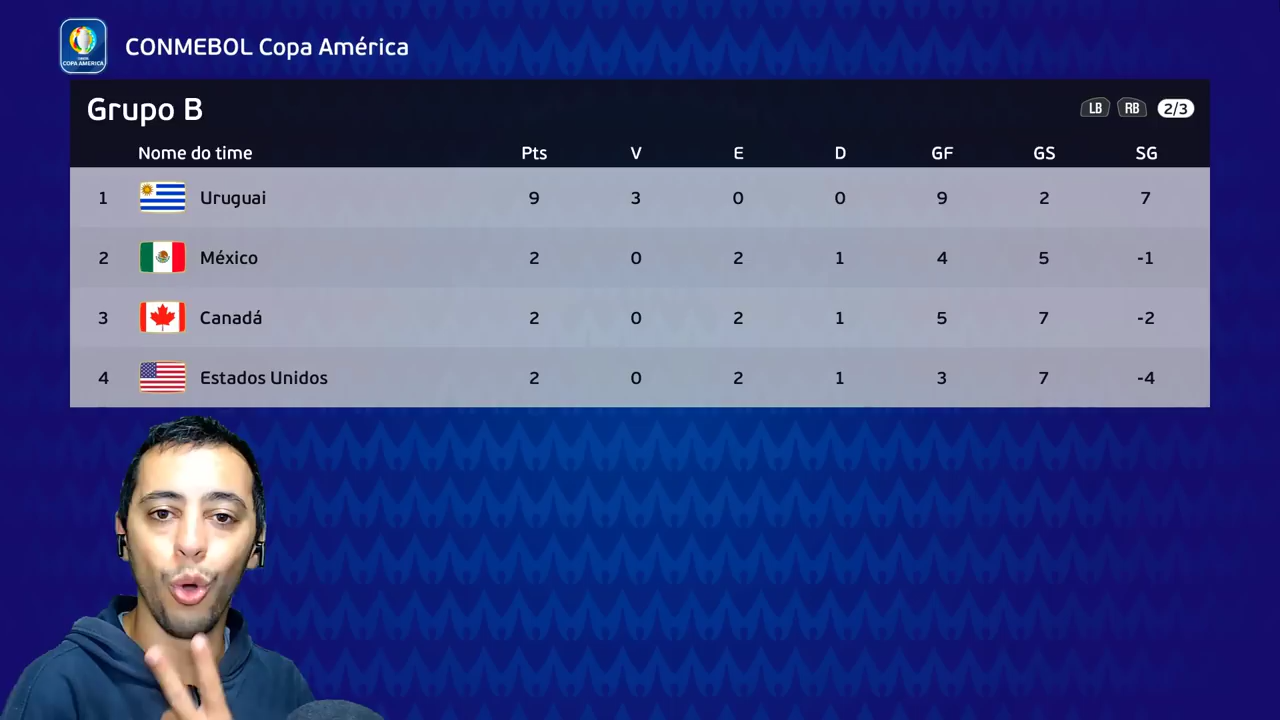 COPA AMÉRICA
CONMEBOL Copa América
Grupo B LB RB 2/3
Nome do time Pts V E D GF GS SG
1 Uruguai 9 3 0 0 9 2 7
2 México 2 0 2 1 4 5 -1
3 Canadá 2 0 2 1 5 7 -2
4 Estados Unidos 2 0 2 1 3 7 -4